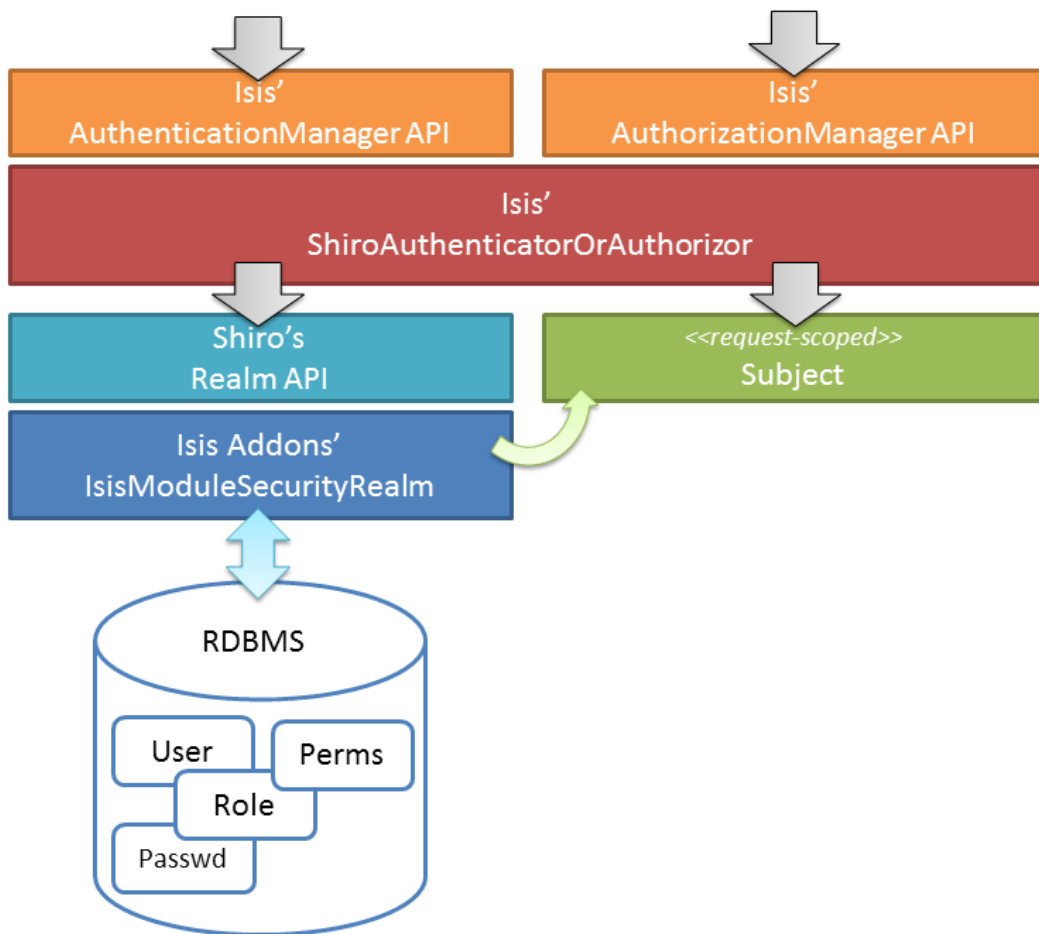 Isis'
AuthenticationManager API
Isis'
AuthorizationManager API
Isis'
ShiroAuthenticatorOrAuthorizor
Shiro's
Realm API
<<request-scoped>>
Subject
Isis Addons'
IsisModuleSecurityRealm
RDBMS
User
Perms
Role
Passwd